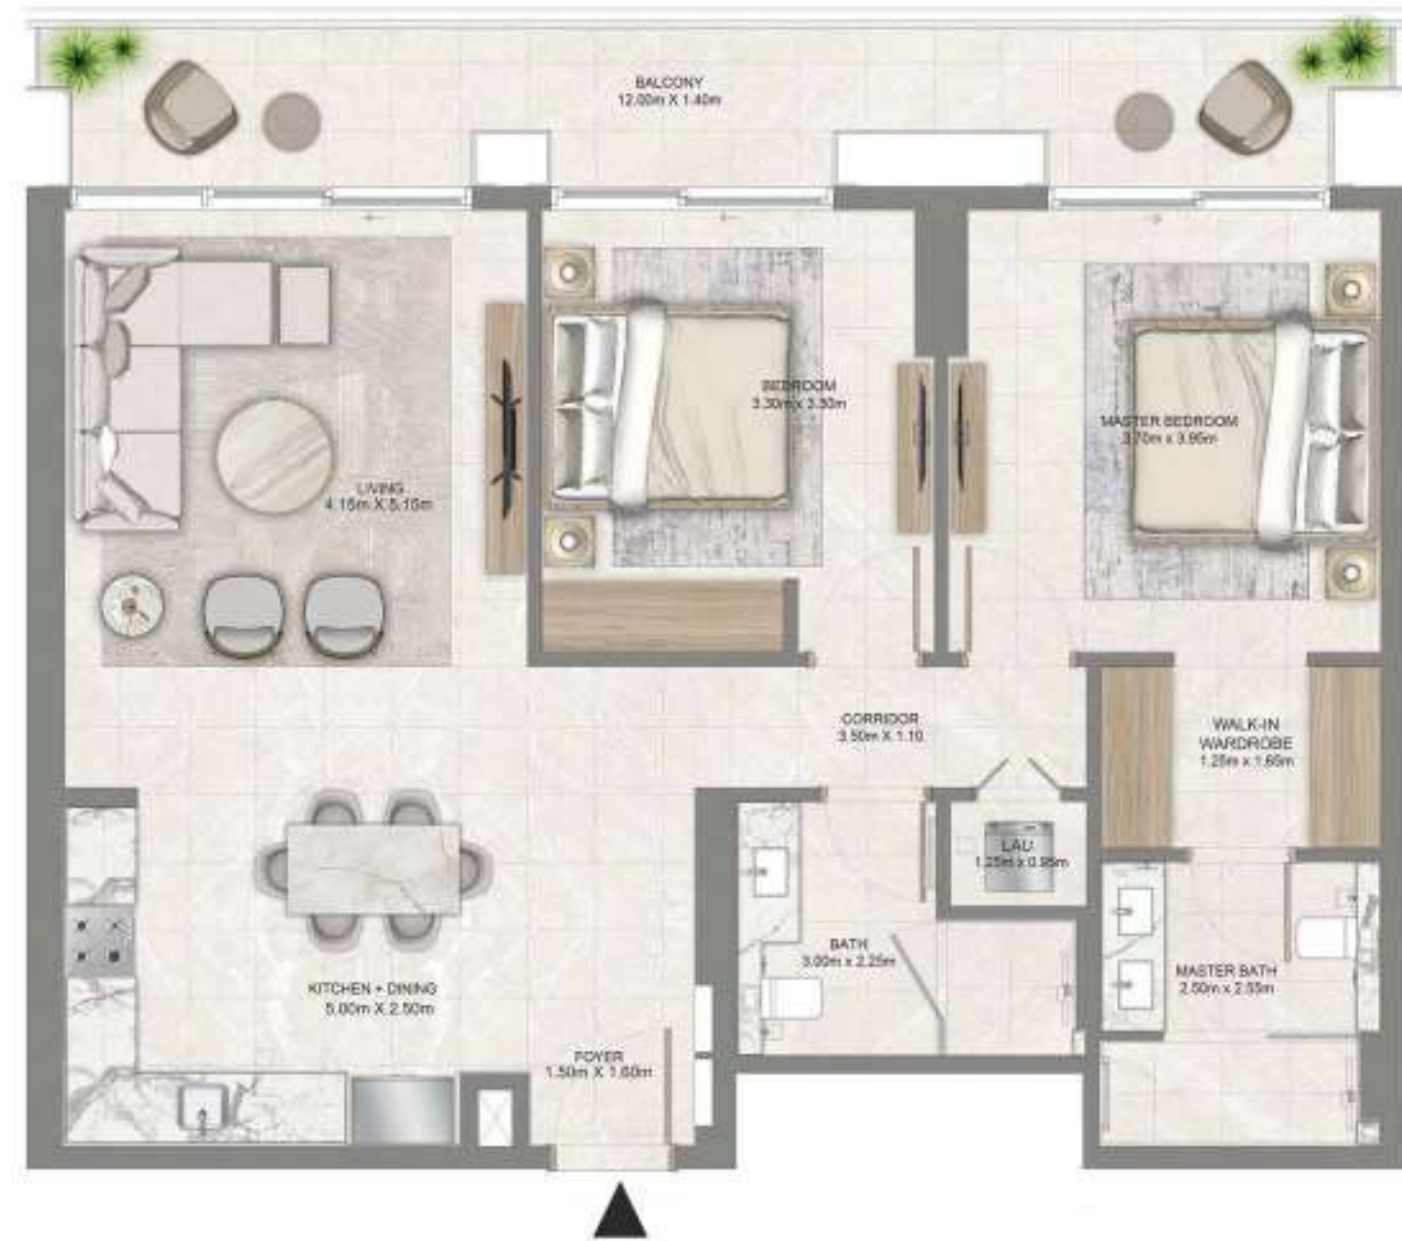 BALCONY
12.00m X 1.40m
BEDROOM
3.30m x 3.30m
MASTER BEDROOM
3.70m x 3.95m
LIVING
4.15m X 5.15m
CORRIDOR
3.50m X 1.10
WALK-IN
WARDROBE
1.25m x 1.65m
LAU
1.25m x 0.95m
BATH
3.00m x 2.25m
MASTER BATH
2.50m x 2.55m
KITCHEN + DINING
5.00m X 2.50m
FOYER
1.50m X 1.60m